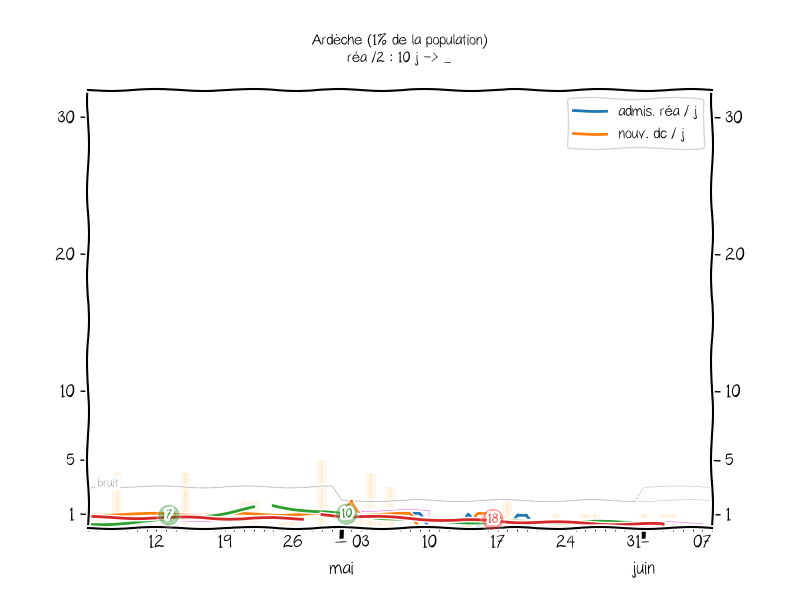 Ardèche (1% de la population)
réa /2 : 10 j -> _
admis. réa / j
nouv. dc / j
30 30
20 20
10 10
5 5
bruit
1 7 10 18 1
12 19 26 03 10 17 24 31 07
mai juin